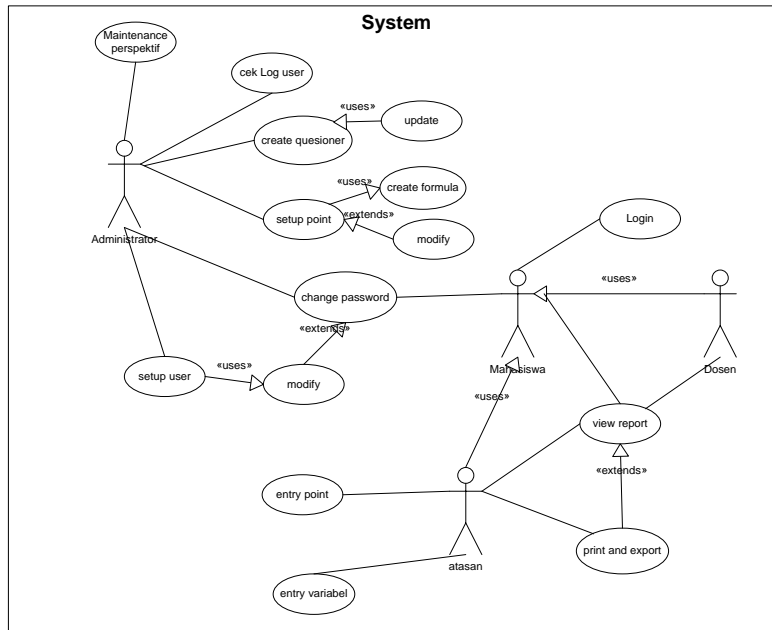 System
Maintenance
perspektif
cek Log user
«uses»
update
create quesioner
«uses»
create formula
setup point
«extends»
modify
Administrator
Login
change password
«uses»
«extends»
Mahasiswa
Dosen
setup user
«uses»
modify
«uses»
view report
«extends»
entry point
print and export
atasan
entry variabel